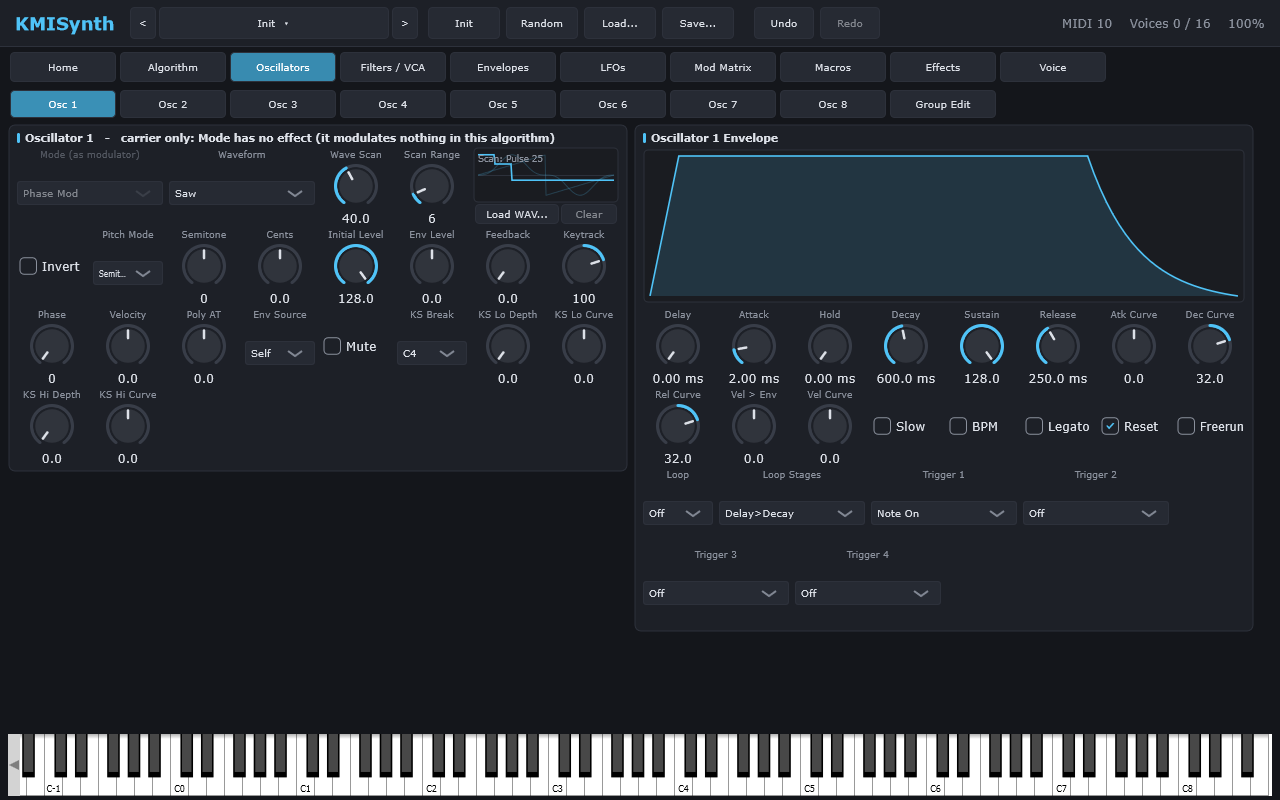 KMISynth < Init > Init Random Load... Save... Undo Redo MIDI 10 Voices 0 / 16 100%
Home Algorithm Oscillators Filters / VCA Envelopes LFOs Mod Matrix Macros Effects Voice
Osc 1 Osc 2 Osc 3 Osc 4 Osc 5 Osc 6 Osc 7 Osc 8 Group Edit
Oscillator 1 - carrier only: Mode has no effect (it modulates nothing in this algorithm)
Mode (as modulator) Waveform Wave Scan Scan Range
Scan: Pulse 25
Phase Mod Saw
40.0 6
Load WAV... Clear
Pitch Mode Semitone Cents Initial Level Env Level Feedback Keytrack
Invert Semit...
0 0.0 128.0 0.0 0.0 100
Phase Velocity Poly AT Env Source KS Break KS Lo Depth KS Lo Curve
Self Mute C4
0 0.0 0.0 0.0 0.0
KS Hi Depth KS Hi Curve
0.0 0.0
Oscillator 1 Envelope
Delay Attack Hold Decay Sustain Release Atk Curve Dec Curve
0.00 ms 2.00 ms 0.00 ms 600.0 ms 128.0 250.0 ms 0.0 32.0
Rel Curve Vel > Env Vel Curve
Slow BPM Legato Reset Freerun
32.0 0.0 0.0
Loop Loop Stages Trigger 1 Trigger 2
Off Delay>Decay Note On Off
Trigger 3 Trigger 4
Off Off
C-1 C0 C1 C2 C3 C4 C5 C6 C7 C8